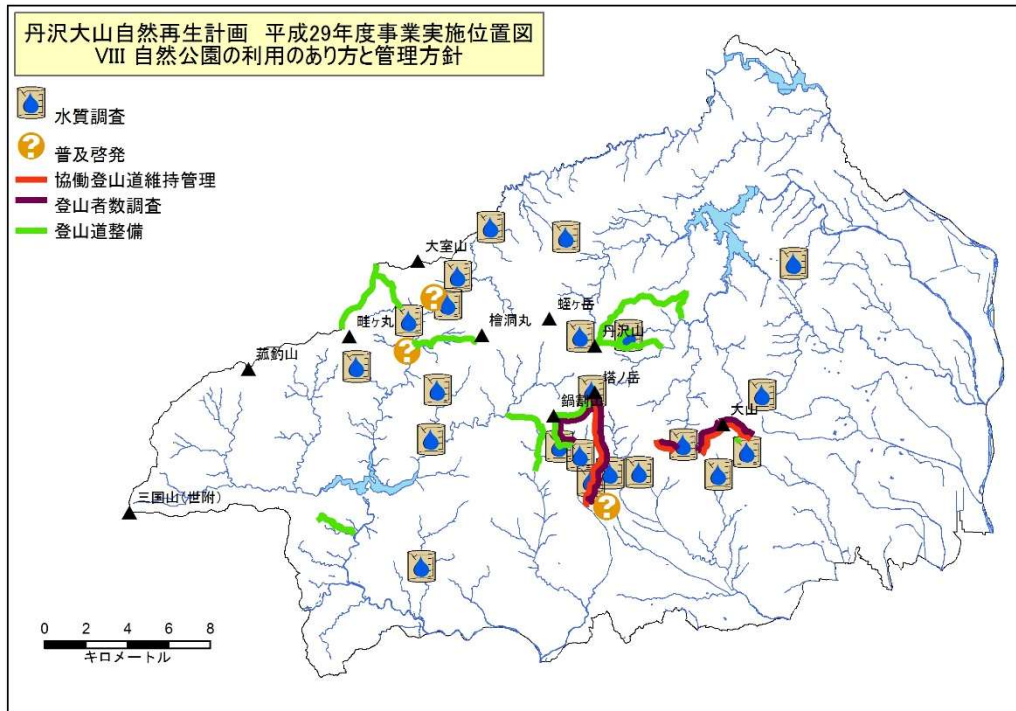 丹沢大山自然再生計画 平成29年度事業実施位置図
VIII 自然公園の利用のあり方と管理方針
水質調査
普及啓発
協働登山道維持管理
登山者数調査
登山道整備
大室山
蛭ヶ岳
畦ヶ丸
檜洞丸
丹沢山
菰釣山
塔ノ岳
鍋割山
大山
三国山(世附)
0 2 4 6 8
キロメートル